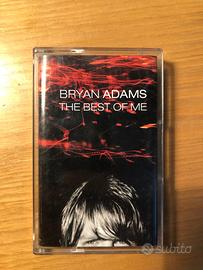 BRYAN ADAMS
THE BEST OF ME
subito